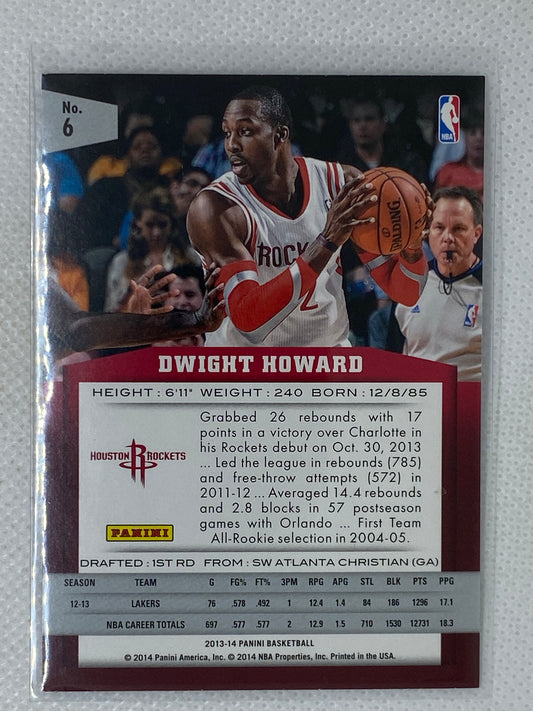 No.
6
NBA
SPALDING
ROCK
2
DWIGHT HOWARD
HEIGHT : 6'11" WEIGHT : 240 BORN : 12/8/85
Grabbed 26 rebounds with 17
points in a victory over Charlotte in
his Rockets debut on Oct. 30, 2013
... Led the league in rebounds (785)
and free-throw attempts (572) in
2011-12 ... Averaged 14.4 rebounds
and 2.8 blocks in 57 postseason
games with Orlando ... First Team
All-Rookie selection in 2004-05.
HOUSTON R ROCKETS
PANINI
DRAFTED : 1ST RD FROM : SW ATLANTA CHRISTIAN (GA)
SEASON TEAM G FG% FT% 3PM RPG APG STL BLK PTS PPG
12-13 LAKERS 76 .578 .492 1 12.4 1.4 84 186 1296 17.1
NBA CAREER TOTALS 697 .577 .577 2 12.9 1.5 710 1530 12731 18.3
2013-14 PANINI BASKETBALL
© 2014 Panini America, Inc. © 2014 NBA Properties, Inc. Printed in the USA.